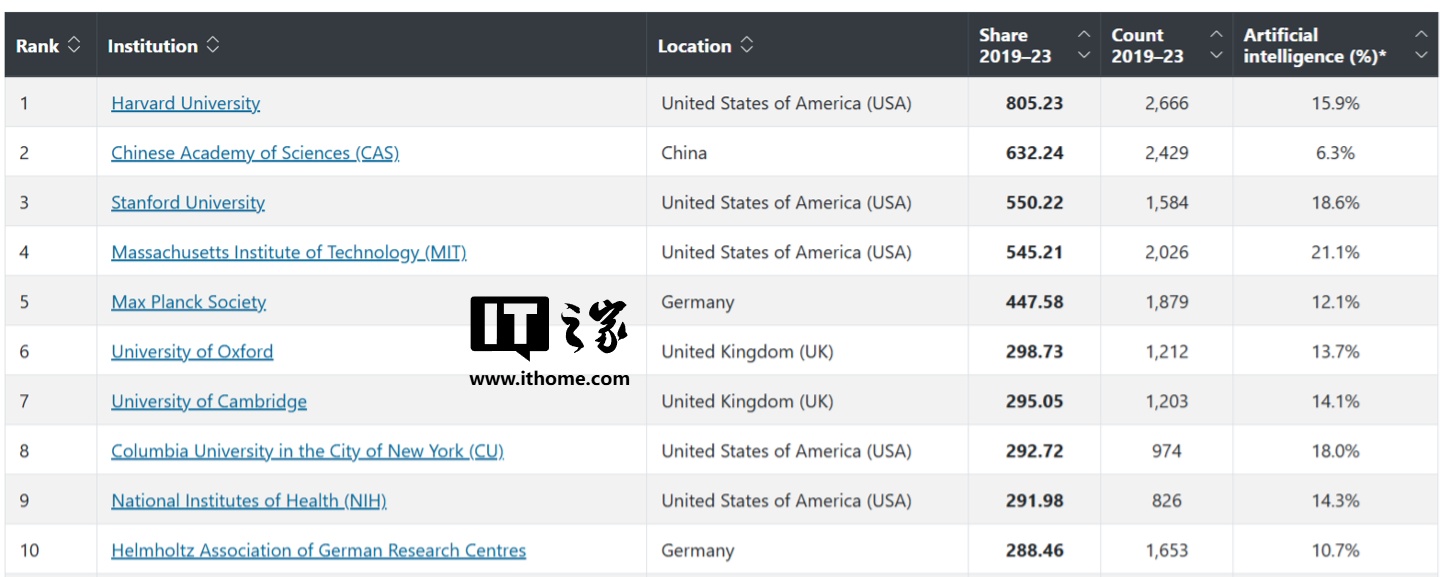 Rank Institution Location Share 2019–23 Count 2019–23 Artificial intelligence (%)*
1 Harvard University United States of America (USA) 805.23 2,666 15.9%
2 Chinese Academy of Sciences (CAS) China 632.24 2,429 6.3%
3 Stanford University United States of America (USA) 550.22 1,584 18.6%
4 Massachusetts Institute of Technology (MIT) United States of America (USA) 545.21 2,026 21.1%
5 Max Planck Society Germany 447.58 1,879 12.1%
IT之家
6 University of Oxford United Kingdom (UK) 298.73 1,212 13.7%
www.ithome.com
7 University of Cambridge United Kingdom (UK) 295.05 1,203 14.1%
8 Columbia University in the City of New York (CU) United States of America (USA) 292.72 974 18.0%
9 National Institutes of Health (NIH) United States of America (USA) 291.98 826 14.3%
10 Helmholtz Association of German Research Centres Germany 288.46 1,653 10.7%